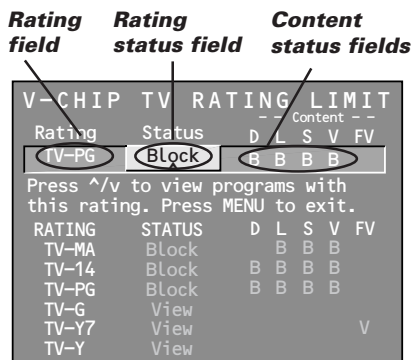 Rating field
Rating status field
Content status fields
V-CHIP TV RATING LIMIT
- - Content - -
Rating Status D L S V FV
TV-PG Block B B B B
Press ^/v to view programs with
this rating. Press MENU to exit.
RATING STATUS D L S V FV
TV-MA Block B B B
TV-14 Block B B B B
TV-PG Block B B B B
TV-G View
TV-Y7 View V
TV-Y View